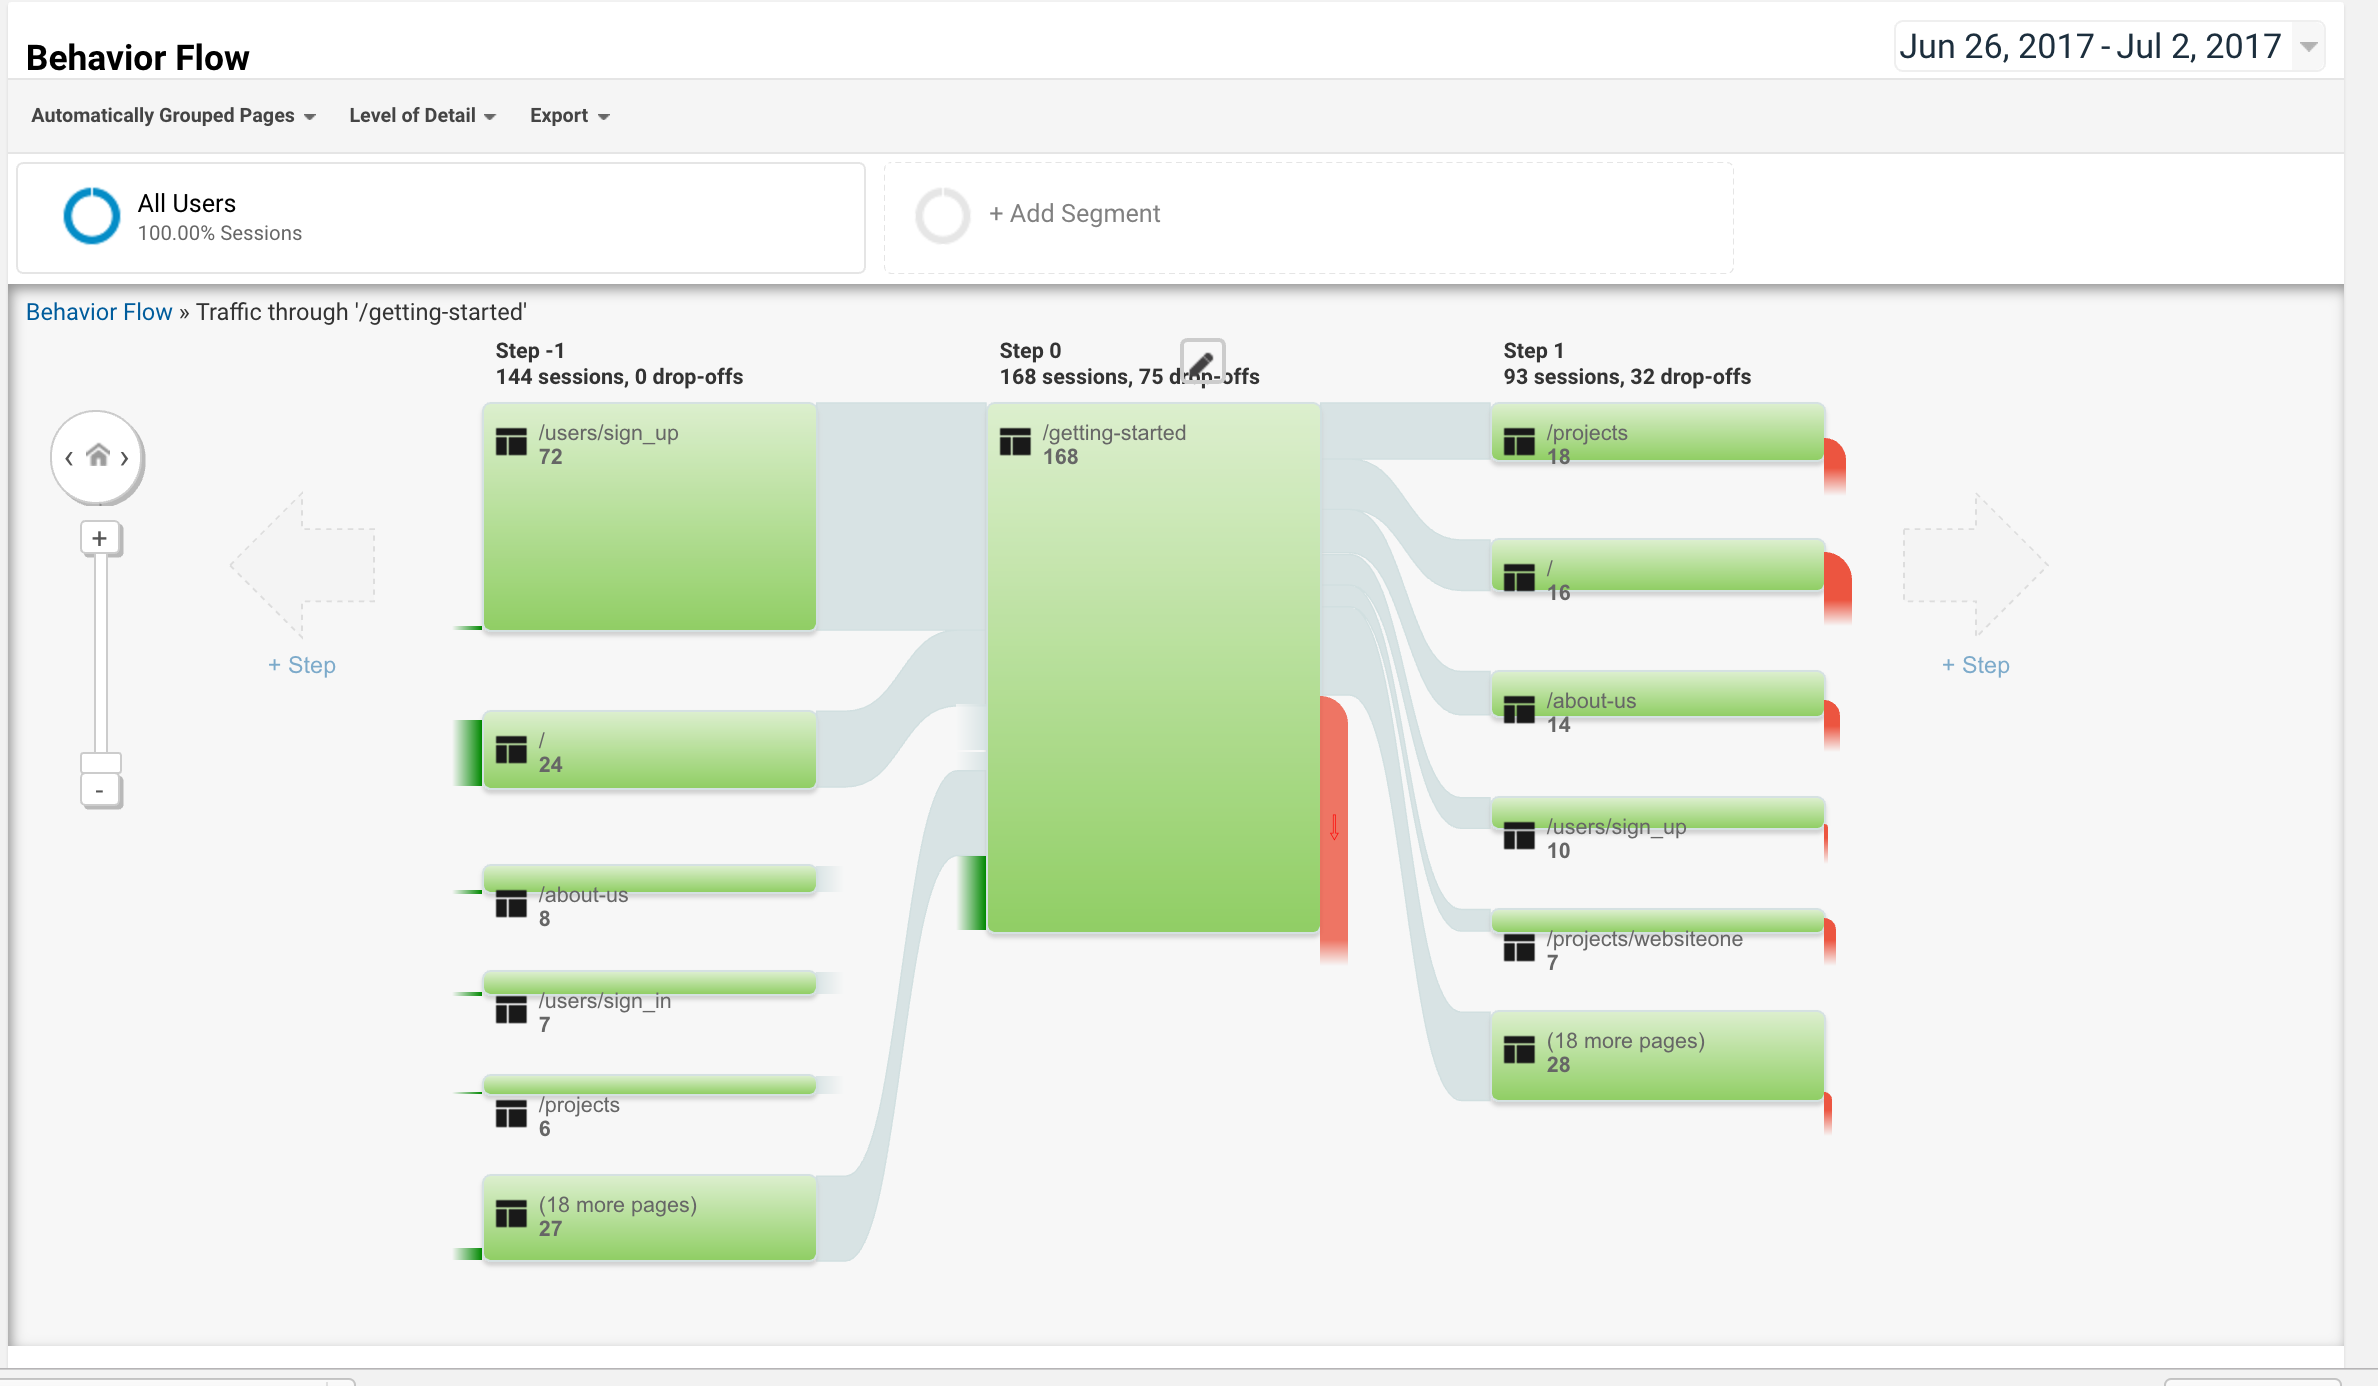 Behavior Flow
Jun 26, 2017 - Jul 2, 2017
Automatically Grouped Pages
Level of Detail
Export
All Users
100.00% Sessions
+ Add Segment
Behavior Flow » Traffic through '/getting-started'
Step -1
144 sessions, 0 drop-offs
Step 0
168 sessions, 75 drop-offs
Step 1
93 sessions, 32 drop-offs
+
-
+ Step
/users/sign_up
72
/
24
/about-us
8
/users/sign_in
7
/projects
6
(18 more pages)
27
/getting-started
168
/projects
18
/
16
/about-us
14
/users/sign_up
10
/projects/websiteone
7
(18 more pages)
28
+ Step